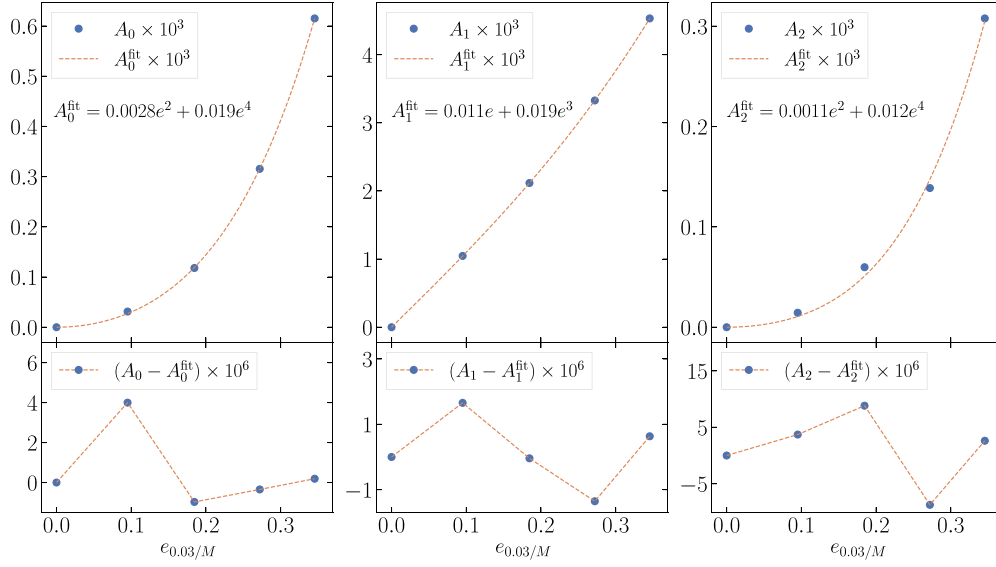 A_0 × 10^3
A_0^fit × 10^3
A_0^fit = 0.0028e^2 + 0.019e^4
0.6
0.5
0.4
0.3
0.2
0.1
0.0
A_1 × 10^3
A_1^fit × 10^3
A_1^fit = 0.011e + 0.019e^3
4
3
2
1
0
A_2 × 10^3
A_2^fit × 10^3
A_2^fit = 0.0011e^2 + 0.012e^4
0.3
0.2
0.1
0.0
(A_0 − A_0^fit) × 10^6
6
4
2
0
0.0 0.1 0.2 0.3
e_0.03/M
(A_1 − A_1^fit) × 10^6
3
1
−1
0.0 0.1 0.2 0.3
e_0.03/M
(A_2 − A_2^fit) × 10^6
15
5
−5
0.0 0.1 0.2 0.3
e_0.03/M